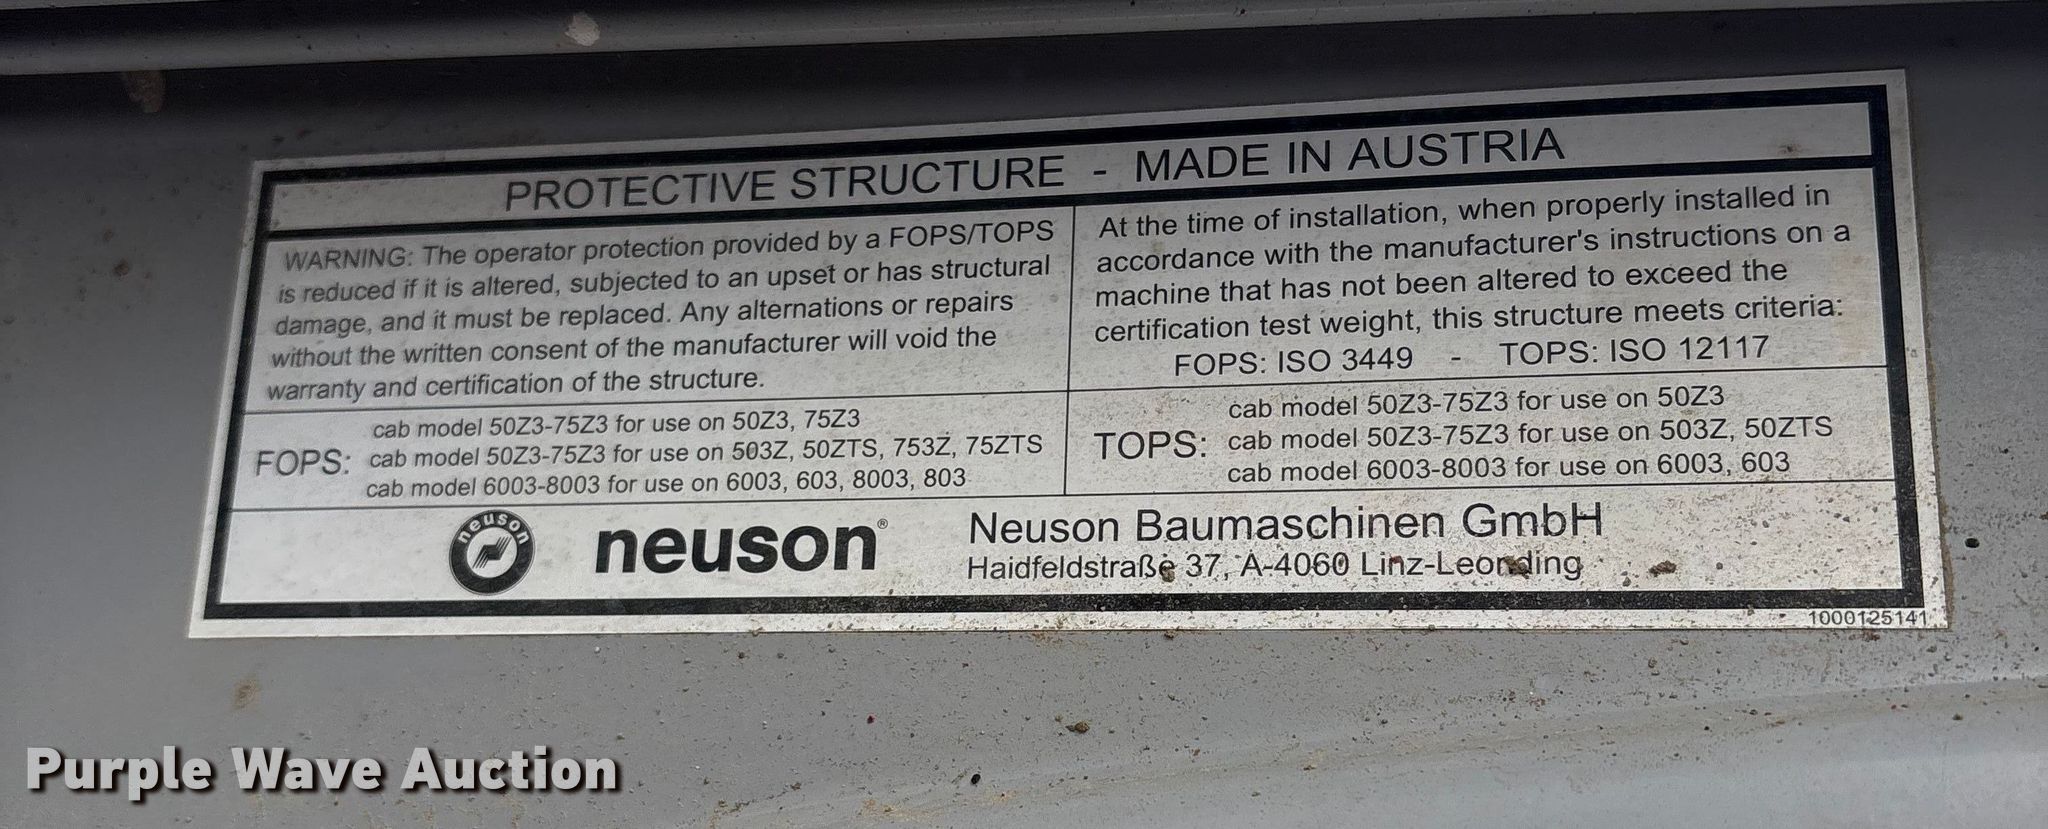 PROTECTIVE STRUCTURE - MADE IN AUSTRIA
WARNING: The operator protection provided by a FOPS/TOPS
is reduced if it is altered, subjected to an upset or has structural
damage, and it must be replaced. Any alternations or repairs
without the written consent of the manufacturer will void the
warranty and certification of the structure.
At the time of installation, when properly installed in
accordance with the manufacturer's instructions on a
machine that has not been altered to exceed the
certification test weight, this structure meets criteria:
FOPS: ISO 3449 - TOPS: ISO 12117
FOPS:
cab model 50Z3-75Z3 for use on 50Z3, 75Z3
cab model 50Z3-75Z3 for use on 503Z, 50ZTS, 753Z, 75ZTS
cab model 6003-8003 for use on 6003, 603, 8003, 803
TOPS:
cab model 50Z3-75Z3 for use on 50Z3
cab model 50Z3-75Z3 for use on 503Z, 50ZTS
cab model 6003-8003 for use on 6003, 603
neuson
neuson®
Neuson Baumaschinen GmbH
Haidfeldstraße 37, A-4060 Linz-Leonding
1000125141
Purple Wave Auction